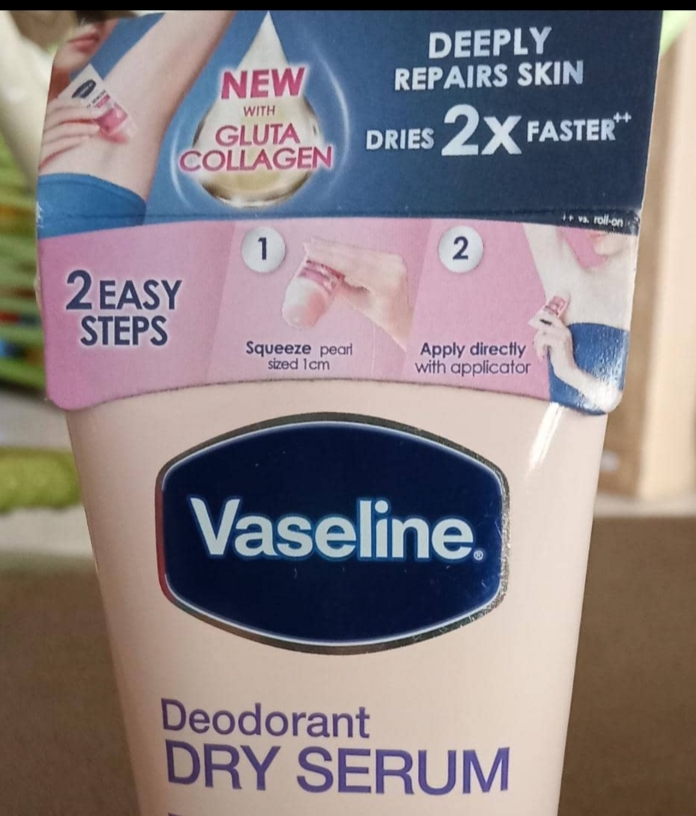 DEEPLY
REPAIRS SKIN
DRIES 2X FASTER++
NEW
WITH
GLUTA
COLLAGEN
++ vs. roll-on
2 EASY
STEPS
1
Squeeze pearl
sized 1cm
2
Apply directly
with applicator
Vaseline®
Deodorant
DRY SERUM